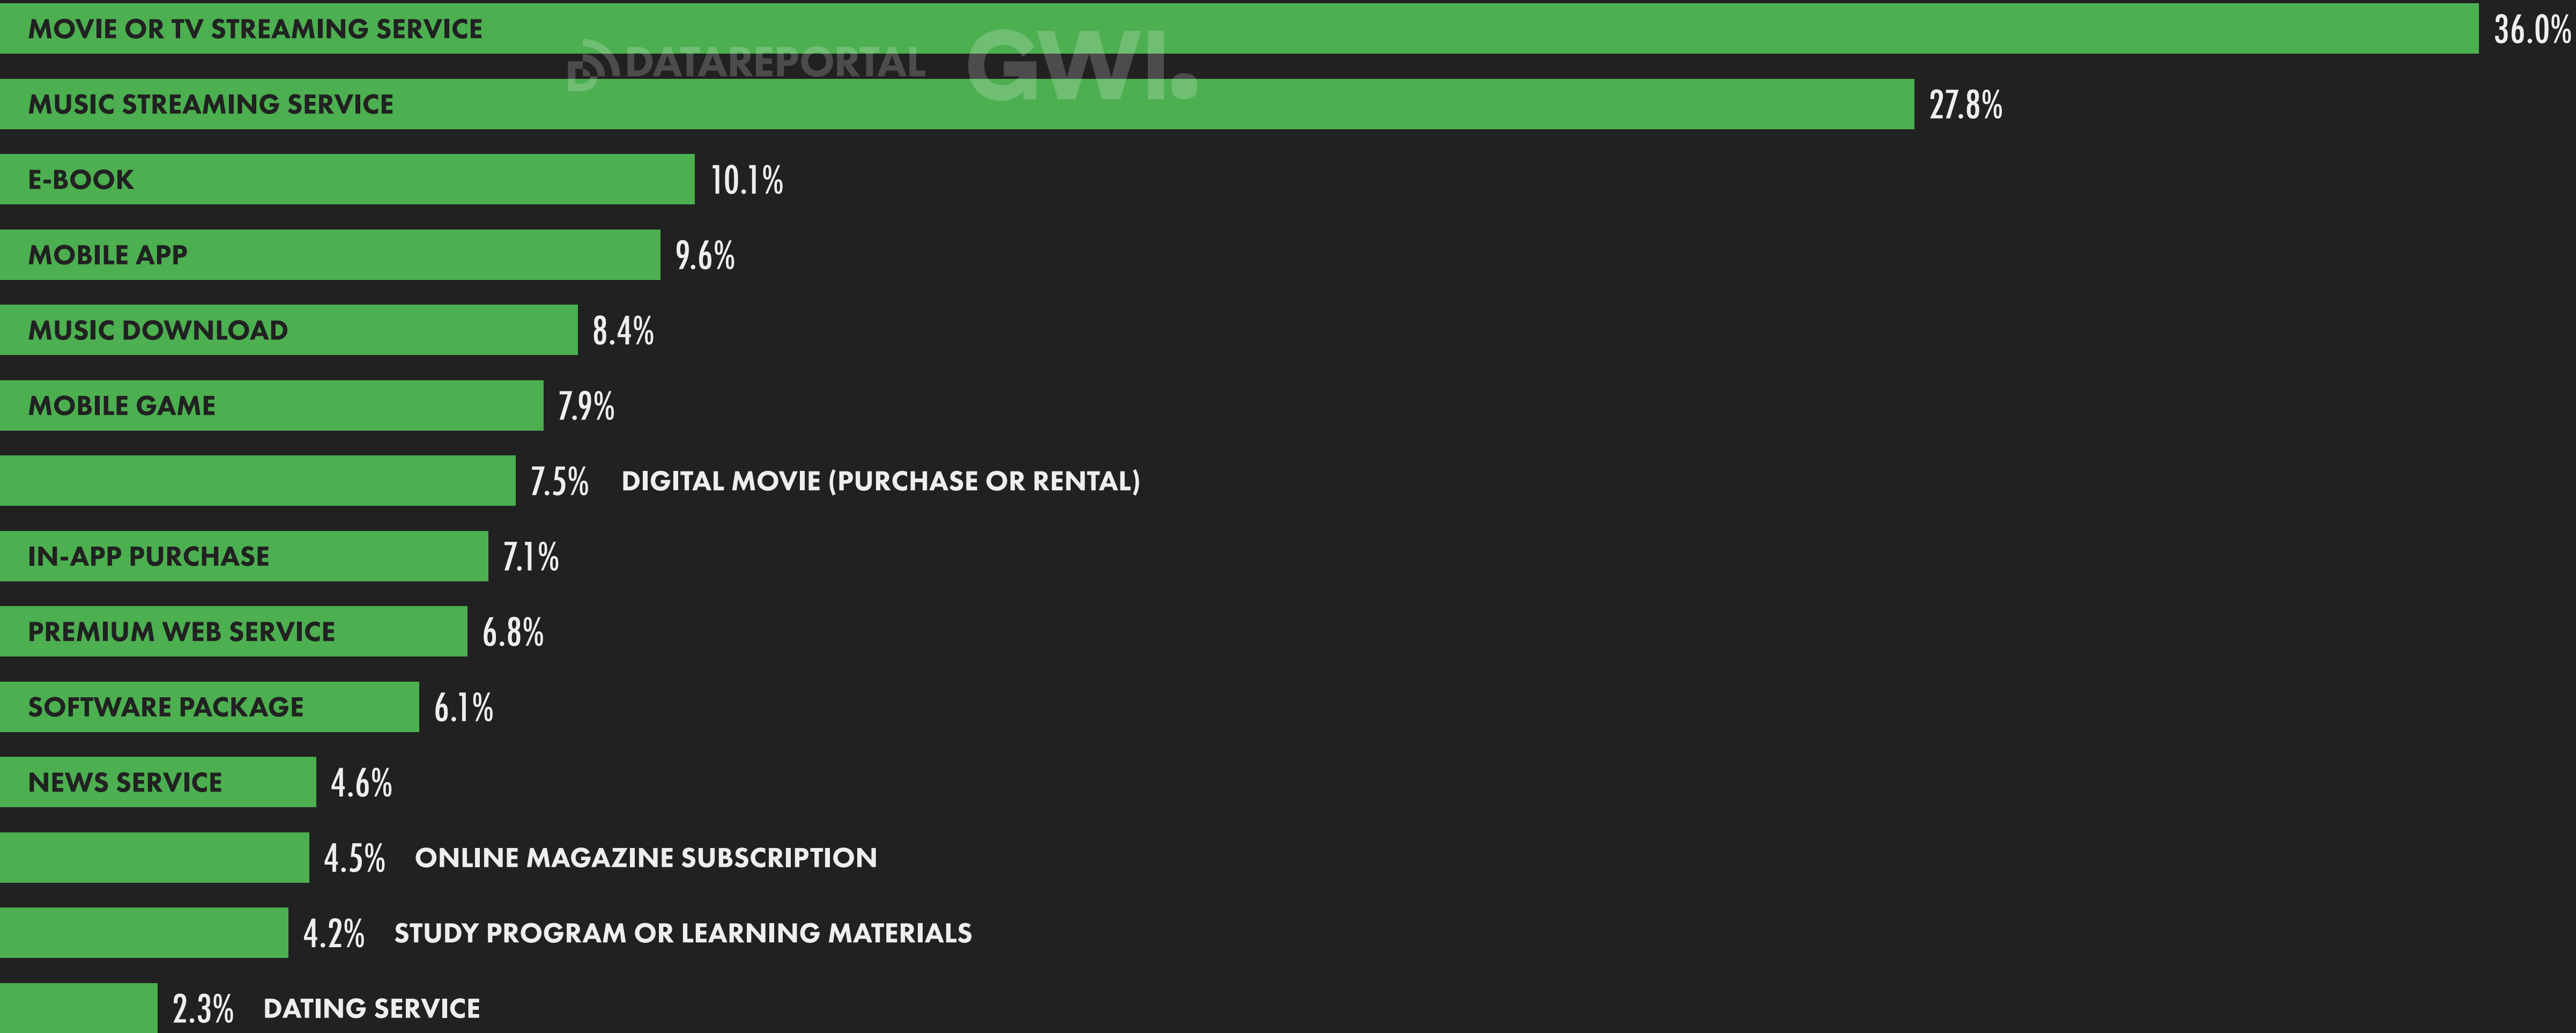 MOVIE OR TV STREAMING SERVICE 36.0%
DATAREPORTAL GWI.
MUSIC STREAMING SERVICE 27.8%
E-BOOK 10.1%
MOBILE APP 9.6%
MUSIC DOWNLOAD 8.4%
MOBILE GAME 7.9%
7.5% DIGITAL MOVIE (PURCHASE OR RENTAL)
IN-APP PURCHASE 7.1%
PREMIUM WEB SERVICE 6.8%
SOFTWARE PACKAGE 6.1%
NEWS SERVICE 4.6%
4.5% ONLINE MAGAZINE SUBSCRIPTION
4.2% STUDY PROGRAM OR LEARNING MATERIALS
2.3% DATING SERVICE